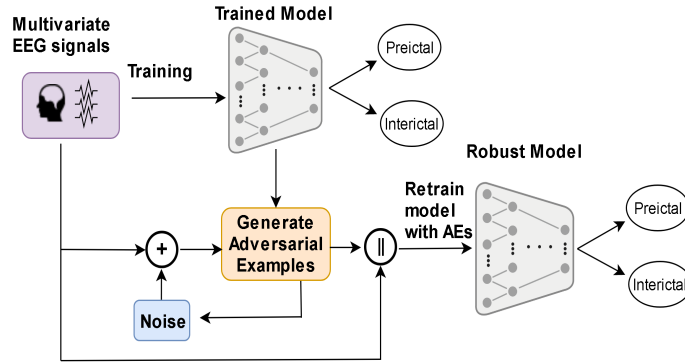 Multivariate
EEG signals
Trained Model
Training
Preictal
Interictal
Robust Model
Generate
Adversarial
Examples
+
||
Retrain
model
with AEs
Noise
Preictal
Interictal